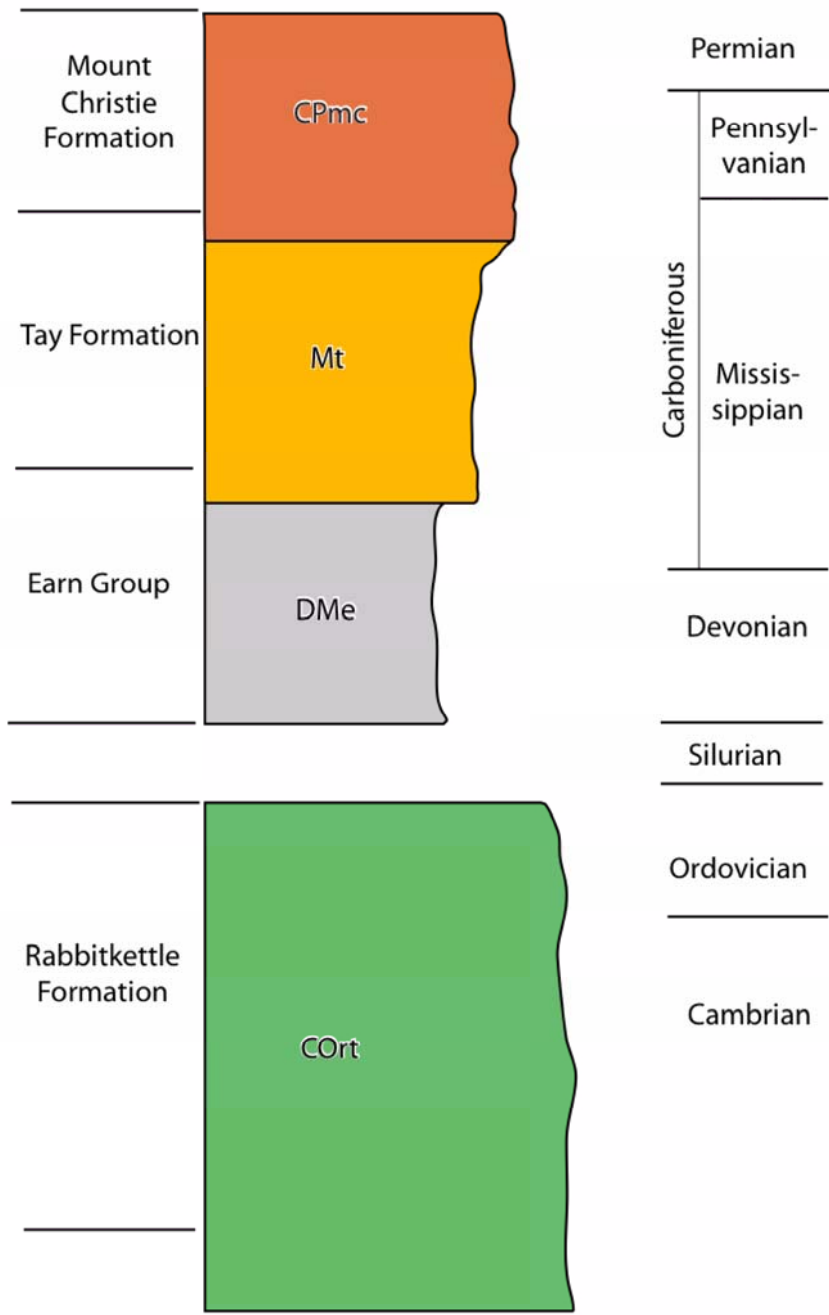 Mount
Christie
Formation
CPmc
Permian
Pennsyl-
vanian
Tay Formation
Mt
Carboniferous
Missis-
sippian
Earn Group
DMe
Devonian
Silurian
Ordovician
Rabbitkettle
Formation
COrt
Cambrian